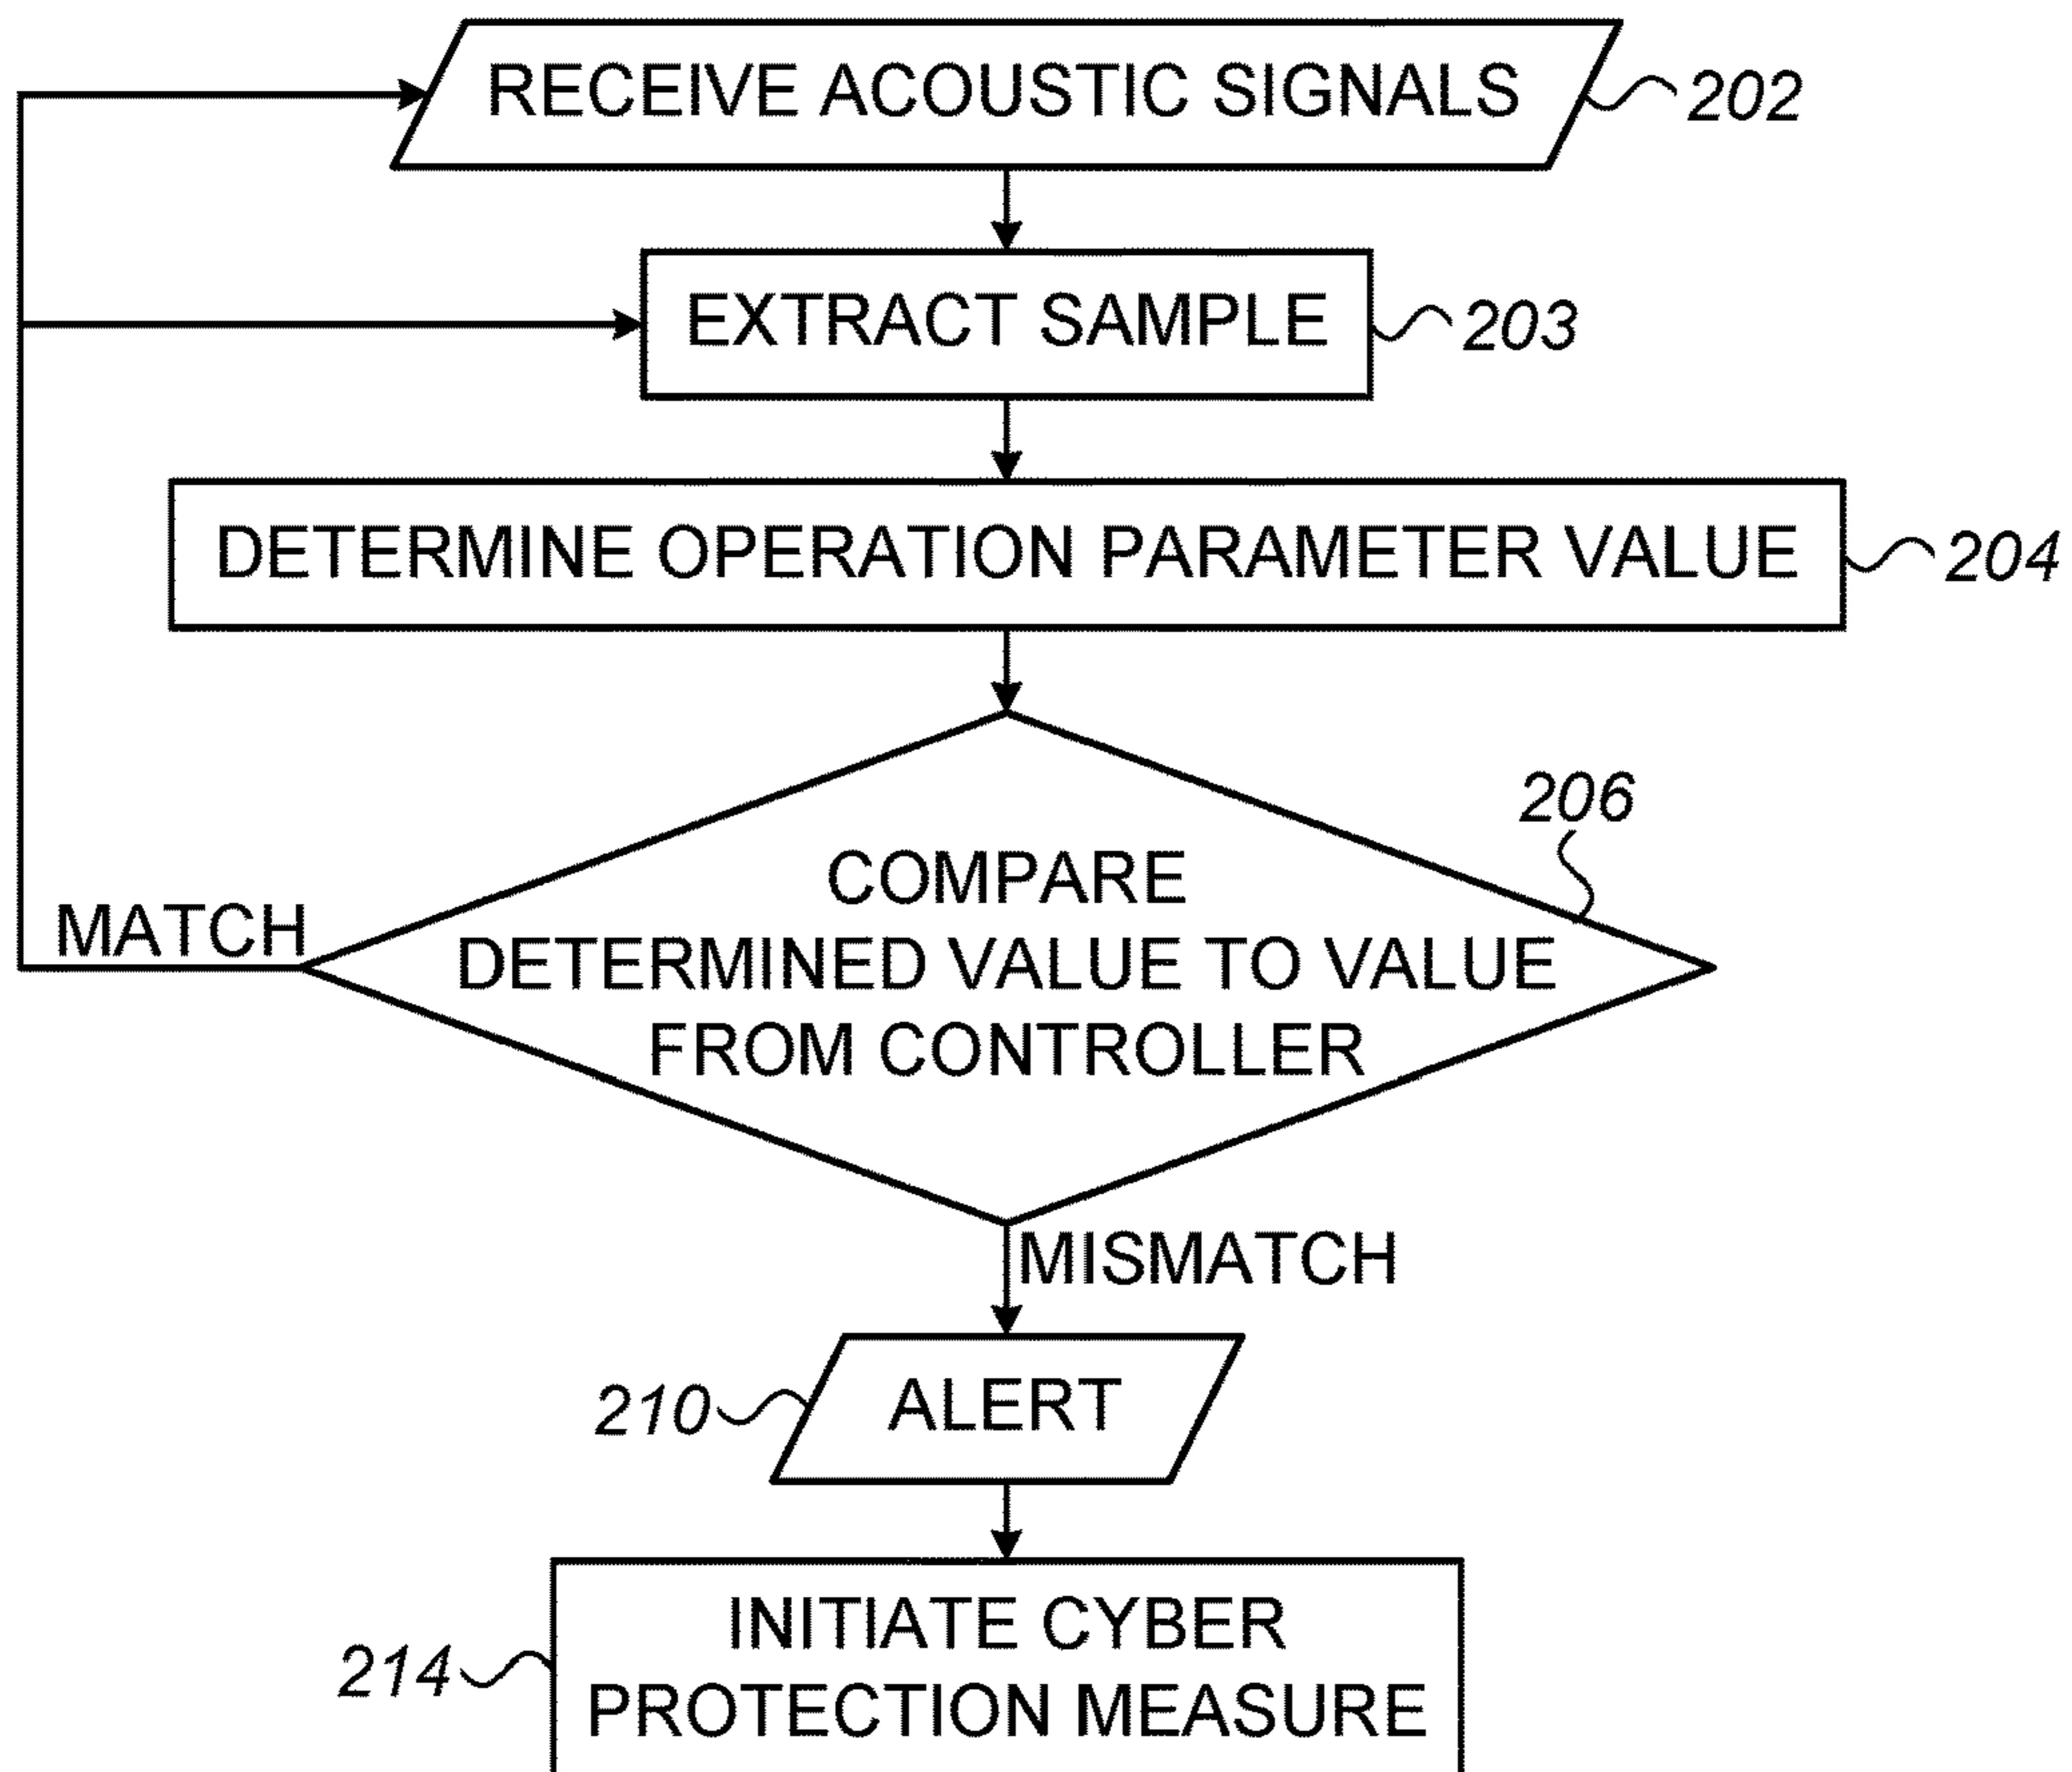 RECEIVE ACOUSTIC SIGNALS
202
EXTRACT SAMPLE
203
DETERMINE OPERATION PARAMETER VALUE
204
206
COMPARE
DETERMINED VALUE TO VALUE
FROM CONTROLLER
MATCH
MISMATCH
210
ALERT
214
INITIATE CYBER
PROTECTION MEASURE